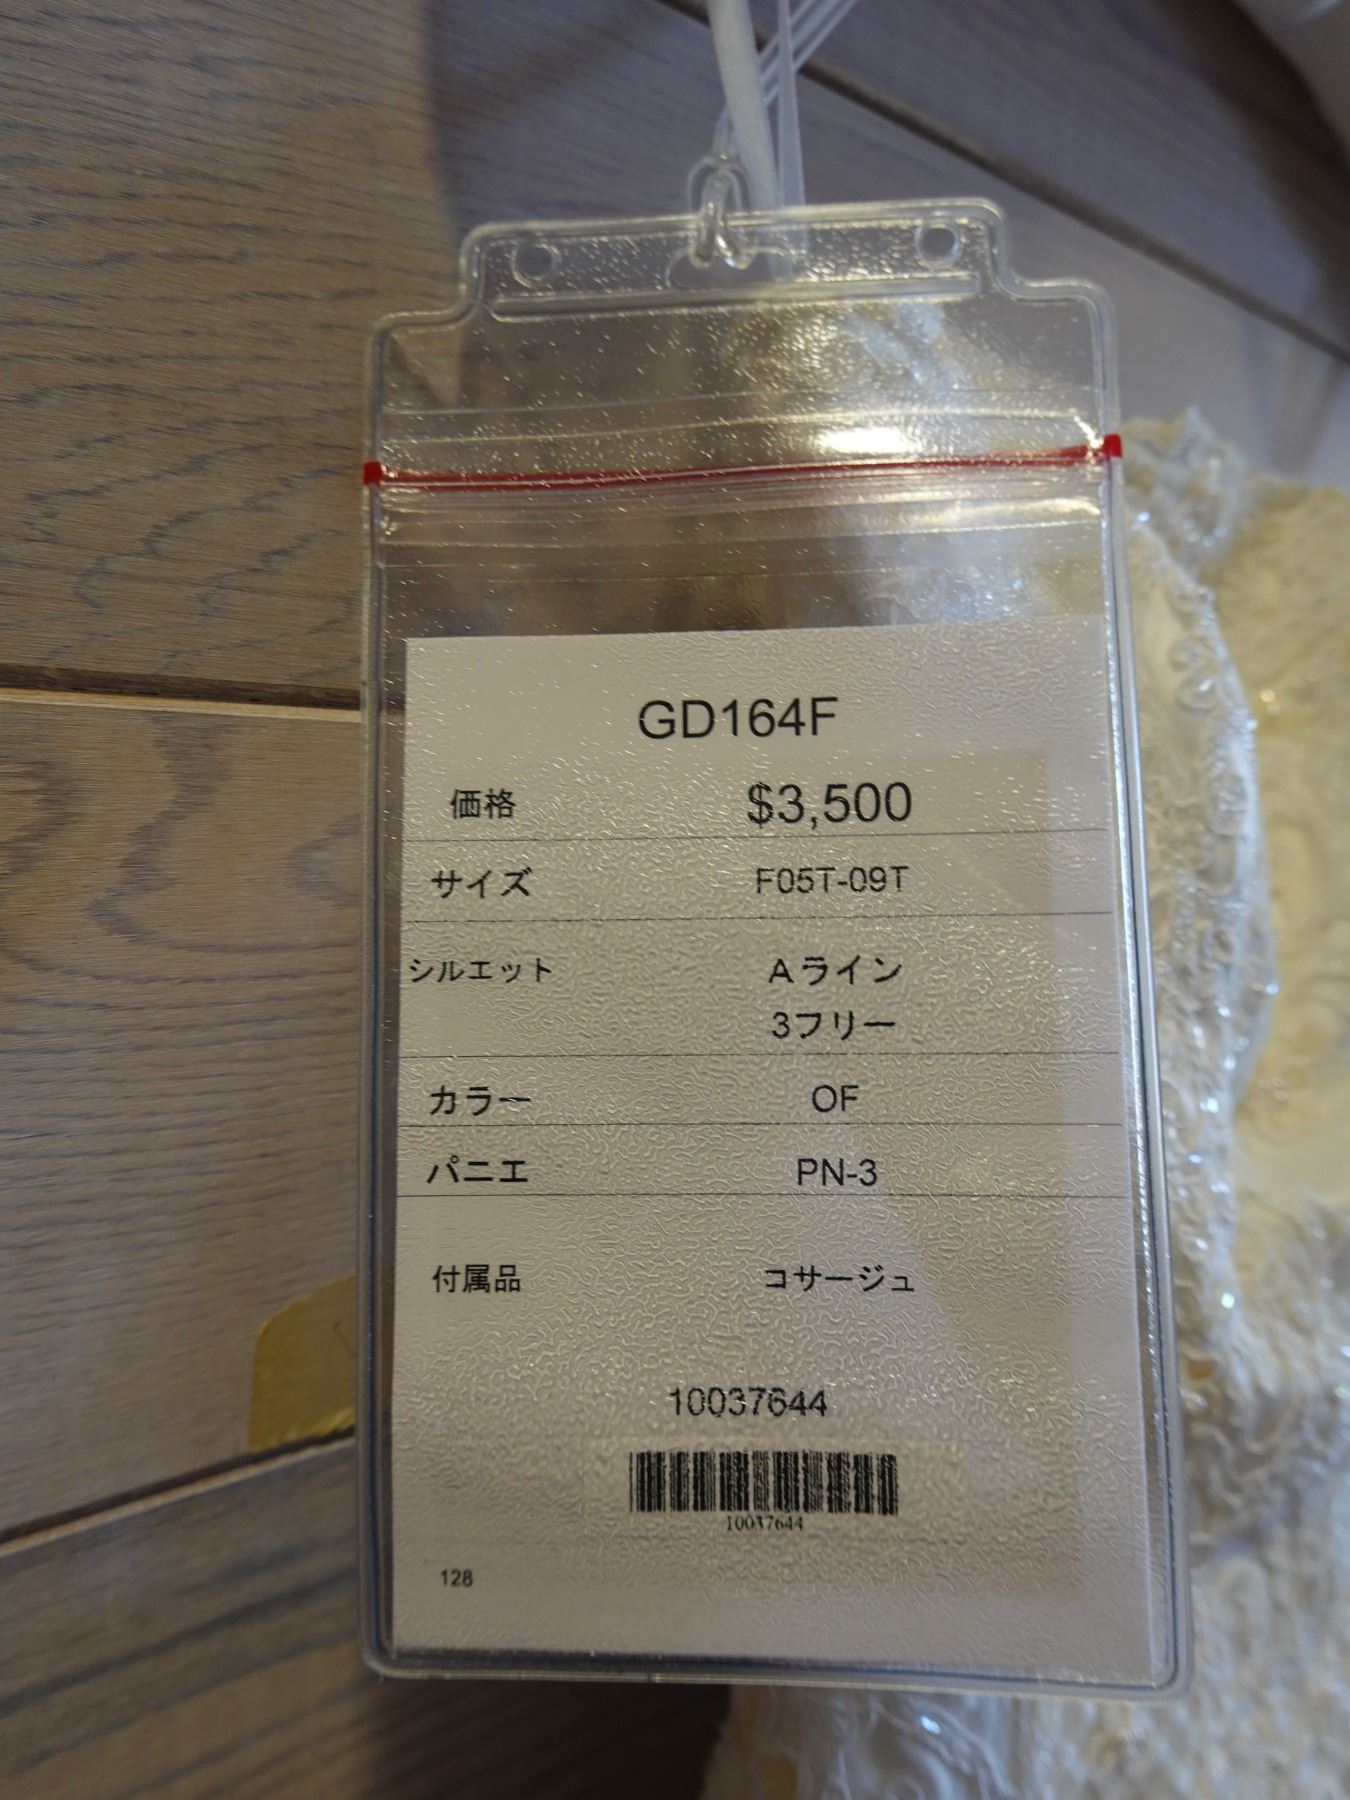 GD164F
価格 $3,500
サイズ F05T-09T
シルエット Aライン
3フリー
カラー OF
パニエ PN-3
付属品 コサージュ
10037644
10037644
128